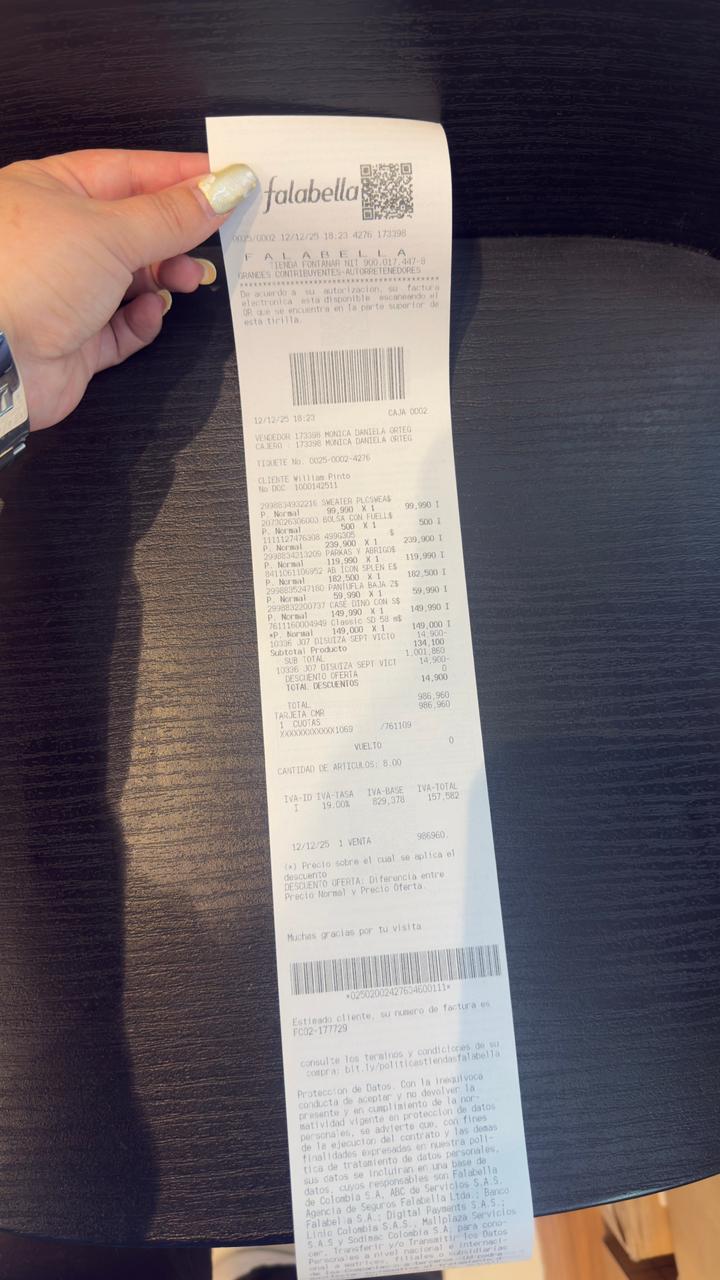 falabella
0025/0002 12/12/25 18:23 4276 173398
F A L A B E L L A
TIENDA FONTANAR NIT 900.017.447-8
GRANDES CONTRIBUYENTES-AUTORRETENEDORES
De acuerdo a su autorizacion, su factura
electronica esta disponible escaneando el
QR que se encuentra en la parte superior de
esta tirilla.
12/12/25 18:23 CAJA 0002
VENDEDOR 173398 MONICA DANIELA ORTEG
CAJERO : 173398 MONICA DANIELA ORTEG
TIQUETE No. 0025-0002-4276
CLIENTE William Pinto
No DOC 1000142511
2998834932216 SWEATER PLCSWEA$
P. Normal 99,990 X 1 99,990 I
2073026306003 BOLSA CON FUELL$
P. Normal 500 X 1 500 I
1111127476308 499G305 $
P. Normal 239,900 X 1 239,900 I
2998834313209 PARKAS Y ABRIGO$
P. Normal 119,990 X 1 119,990 I
8411061106952 AB ICON SPLEN E$
P. Normal 182,500 X 1 182,500 I
2998835247180 PANTUFLA BAJA Z$
P. Normal 59,990 X 1 59,990 I
2998832200737 CASE DINO CON S$
P. Normal 149,990 X 1 149,990 I
7611160004949 Classic SD 58 m$
*P. Normal 149,000 X 1 149,000 I
10336 J07 DISUIZA SEPT VICTO 14,900-
Subtotal Producto 134,100
SUB TOTAL 1,001,860
10336 J07 DISUIZA SEPT VICT 14,900-
DESCUENTO OFERTA 0
TOTAL DESCUENTOS 14,900
TOTAL 986,960
TARJETA CMR 986,960
1 CUOTAS
XXXXXXXXXXXX1069 /761109
VUELTO 0
CANTIDAD DE ARTICULOS: 8.00
IVA-ID IVA-TASA IVA-BASE IVA-TOTAL
I 19.00% 829,378 157,582
12/12/25 1 VENTA 986960.
(*) Precio sobre el cual se aplica el
descuento
DESCUENTO OFERTA: Diferencia entre
Precio Normal y Precio Oferta.
Muchas gracias por tu visita
*02502002427634600111*
Estimado cliente, su numero de factura es
FC02-177729
consulte los terminos y condiciones de su
compra: bit.ly/politicastiendasfalabella
Proteccion de Datos. Con la inequivoca
conducta de aceptar y no devolver la
presente y en cumplimiento de la nor-
matividad vigente en proteccion de datos
personales, se advierte que, con fines
de la ejecucion del contrato y las demas
finalidades expresadas en nuestra poli-
tica de tratamiento de datos personales,
sus datos se incluiran en una base de
datos, cuyos responsables son Falabella
de Colombia S.A, ABC de Servicios S.A.S,
Agencia de Seguros Falabella Ltda.; Banco
Falabella S.A.; Digital Payments S.A.S.;
Linio Colombia S.A.S., Mallplaza Servicios
S.A.S y Sodimac Colombia S.A. para cono-
cer, Transferir y/o Transmitir los Datos
Personales a nivel nacional e internaci-
onal a matrices, filiales o subsidiarias